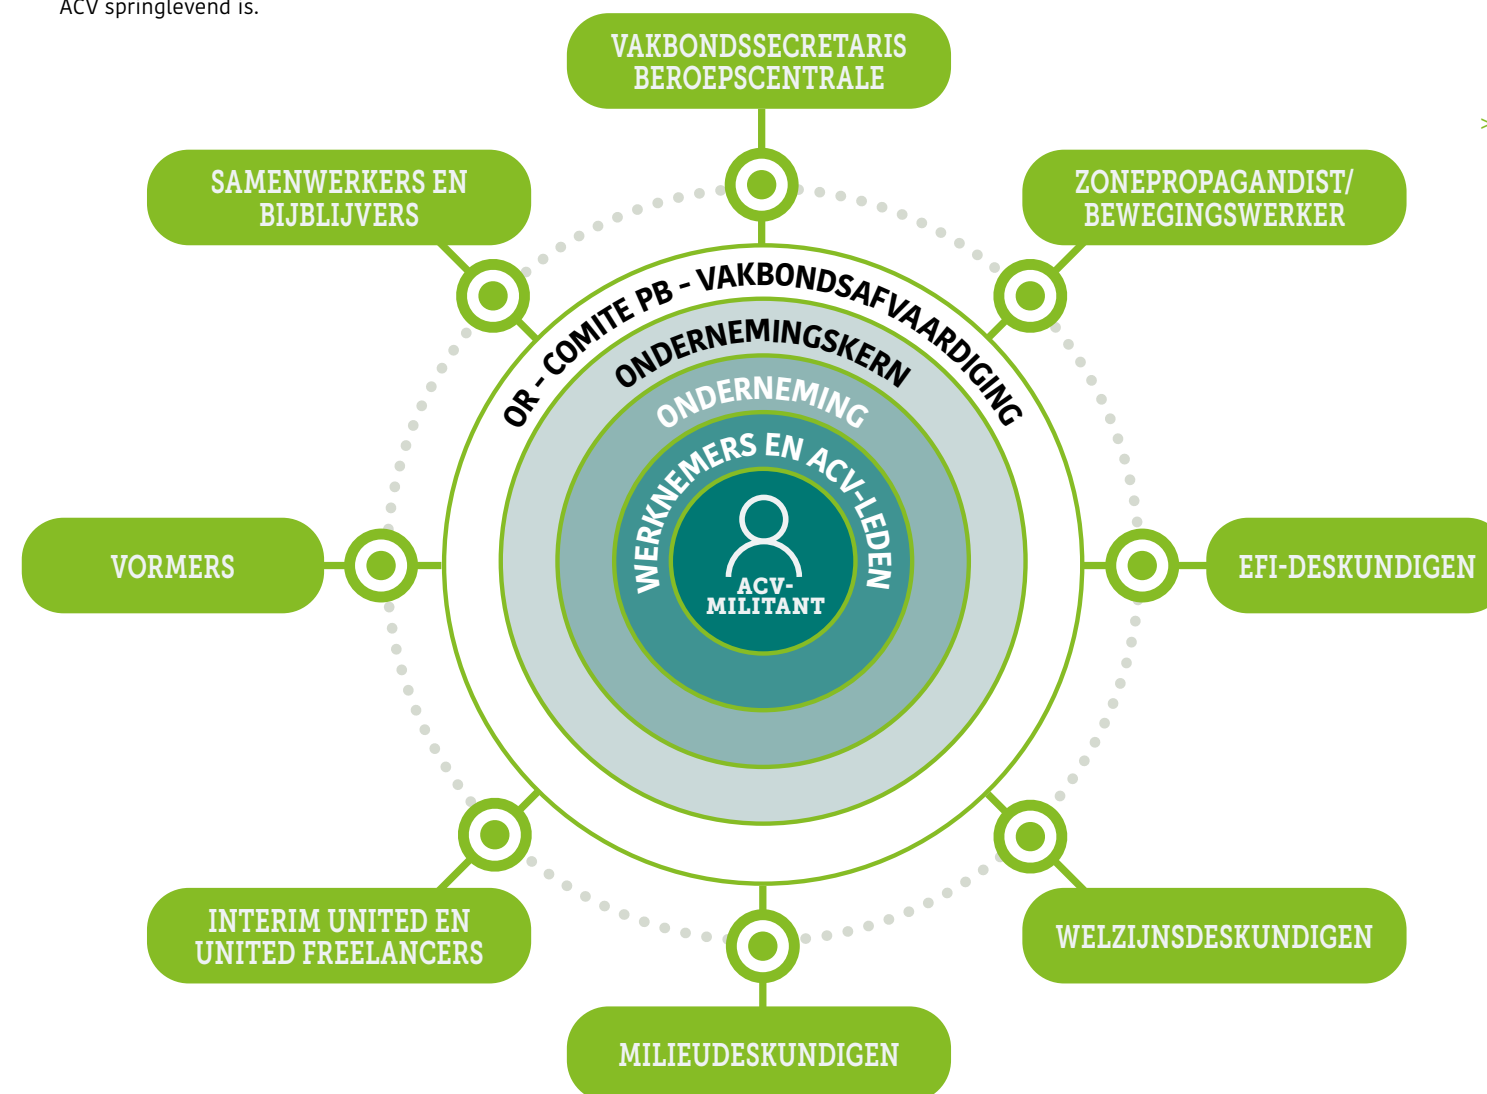 ACV springlevend is.
VAKBONDSSECRETARIS
BEROEPSCENTRALE
>
SAMENWERKERS EN
BIJBLIJVERS
ZONEPROPAGANDIST/
BEWEGINGSWERKER
OR - COMITE PB - VAKBONDSAFVAARDIGING
ONDERNEMINGSKERN
ONDERNEMING
WERKNEMERS EN ACV-LEDEN
ACV-
MILITANT
VORMERS
EFI-DESKUNDIGEN
INTERIM UNITED EN
UNITED FREELANCERS
WELZIJNSDESKUNDIGEN
MILIEUDESKUNDIGEN